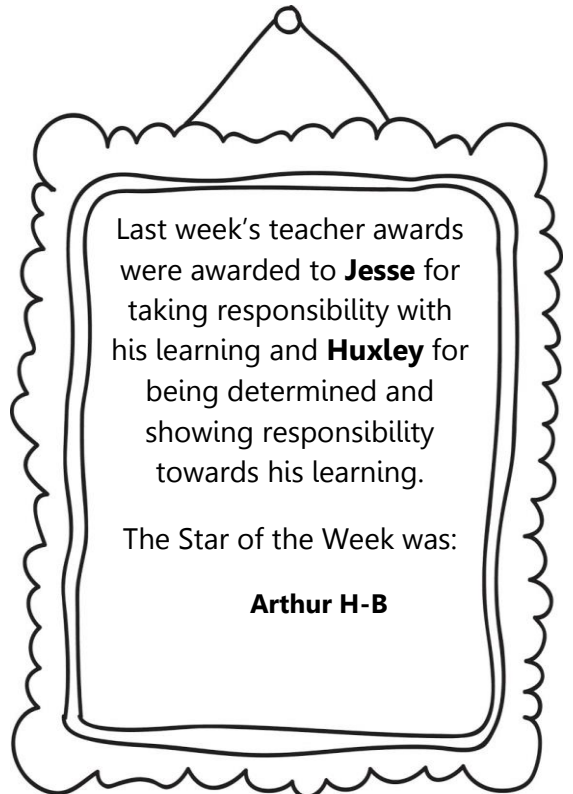 Last week’s teacher awards
were awarded to Jesse for
taking responsibility with
his learning and Huxley for
being determined and
showing responsibility
towards his learning.
The Star of the Week was:
Arthur H-B